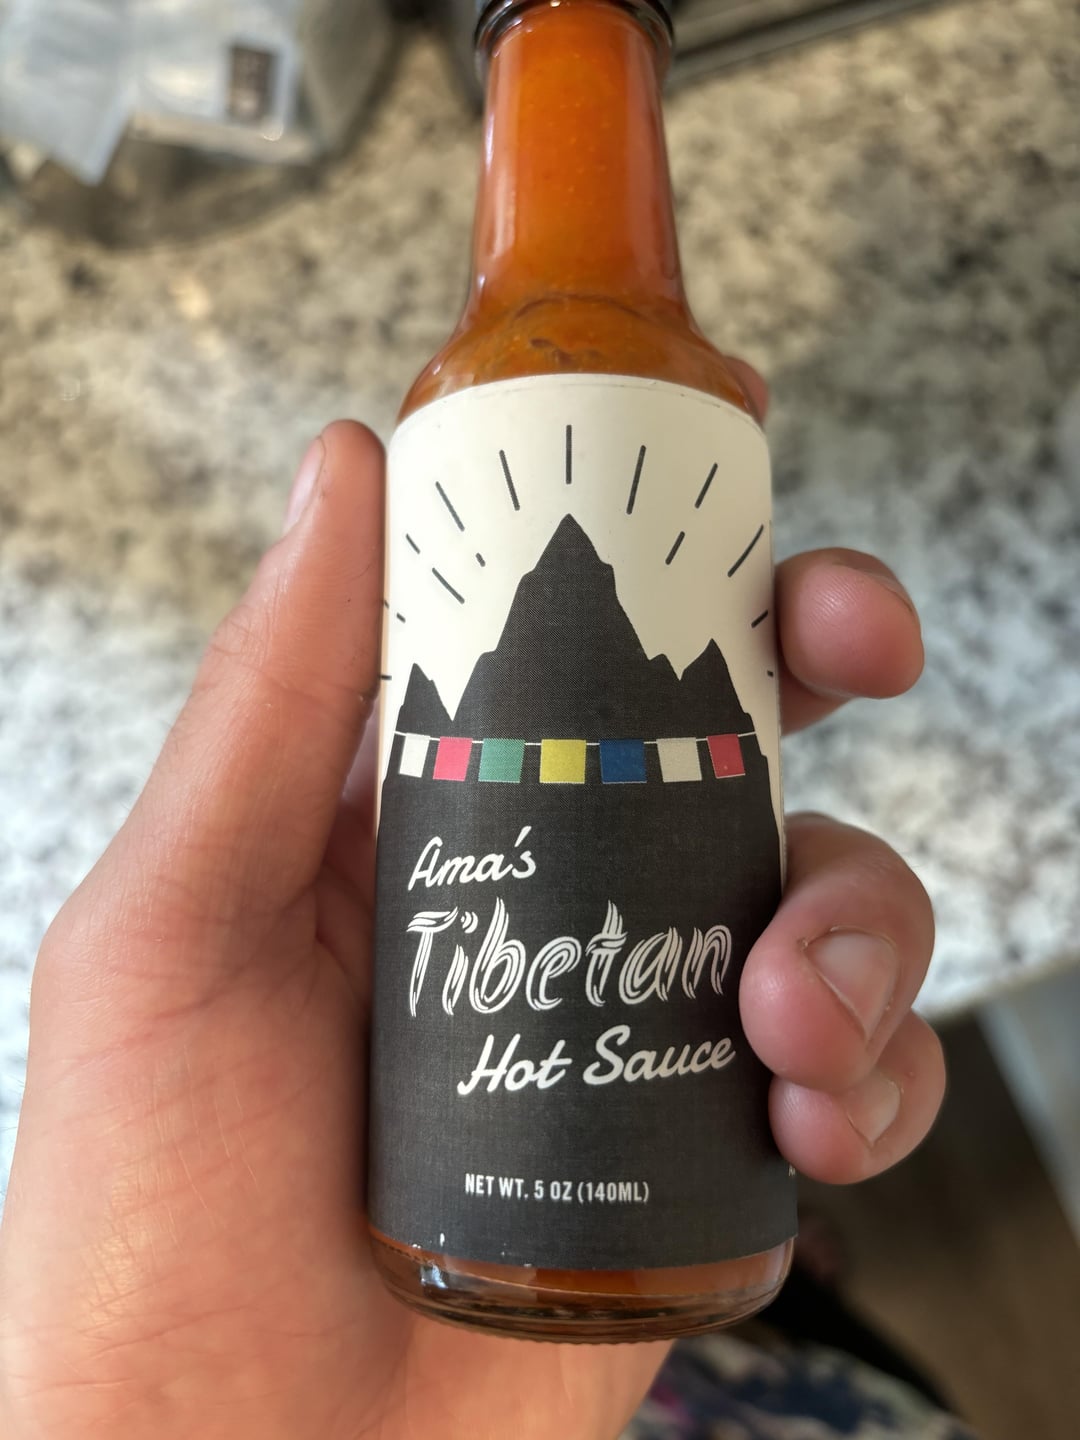 Ama's
Tibetan
Hot Sauce
NET WT. 5 OZ (140ML)